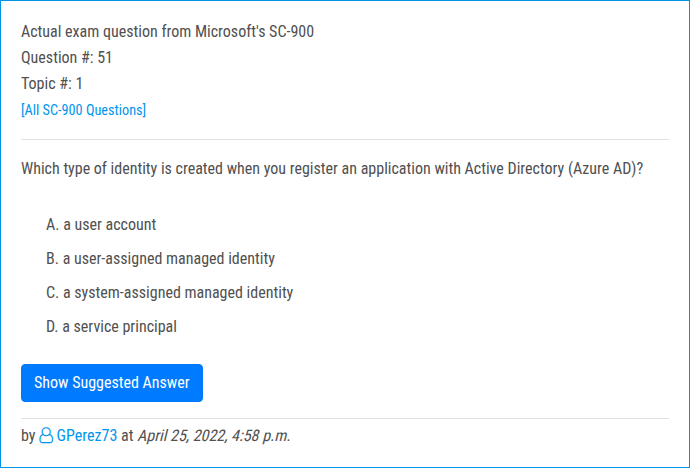 Actual exam question from Microsoft's SC-900
Question #: 51
Topic #: 1
[All SC-900 Questions]
Which type of identity is created when you register an application with Active Directory (Azure AD)?
A. a user account
B. a user-assigned managed identity
C. a system-assigned managed identity
D. a service principal
Show Suggested Answer
by GPerez73 at April 25, 2022, 4:58 p.m.